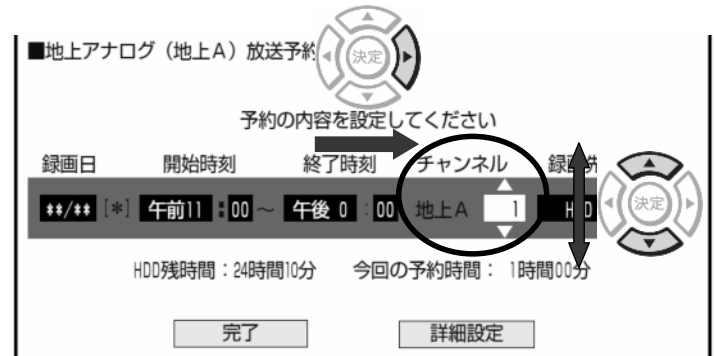 ■地上アナログ（地上A）放送予約
決定
予約の内容を設定してください
録画日 開始時刻 終了時刻 チャンネル 録画先
**/** [*] 午前11:00～ 午後 0:00 地上A 1 HDD
決定
HDD残時間：24時間10分 今回の予約時間： 1時間00分
完了 詳細設定